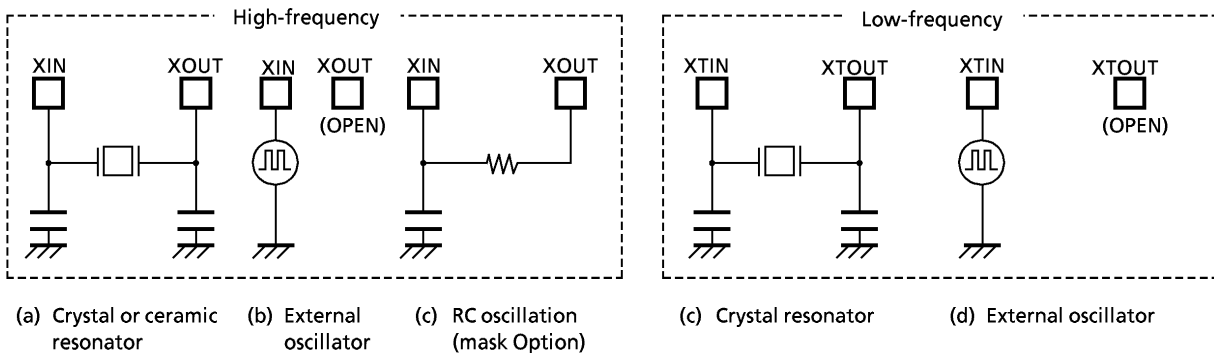 High-frequency
Low-frequency
XIN
XOUT
XIN
XOUT
(OPEN)
XIN
XOUT
XTIN
XTOUT
XTIN
XTOUT
(OPEN)
(a) Crystal or ceramic
resonator
(b) External
oscillator
(c) RC oscillation
(mask Option)
(c) Crystal resonator
(d) External oscillator